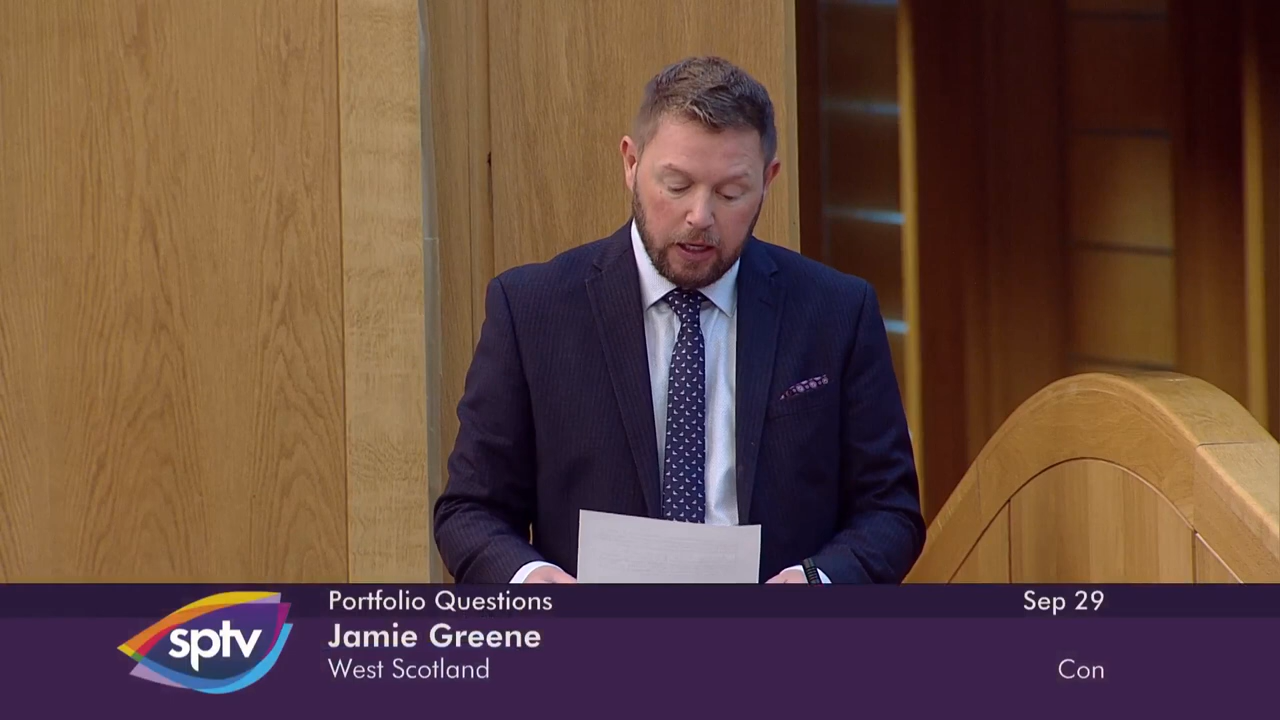 Portfolio Questions
Sep 29
sptv
Jamie Greene
West Scotland
Con